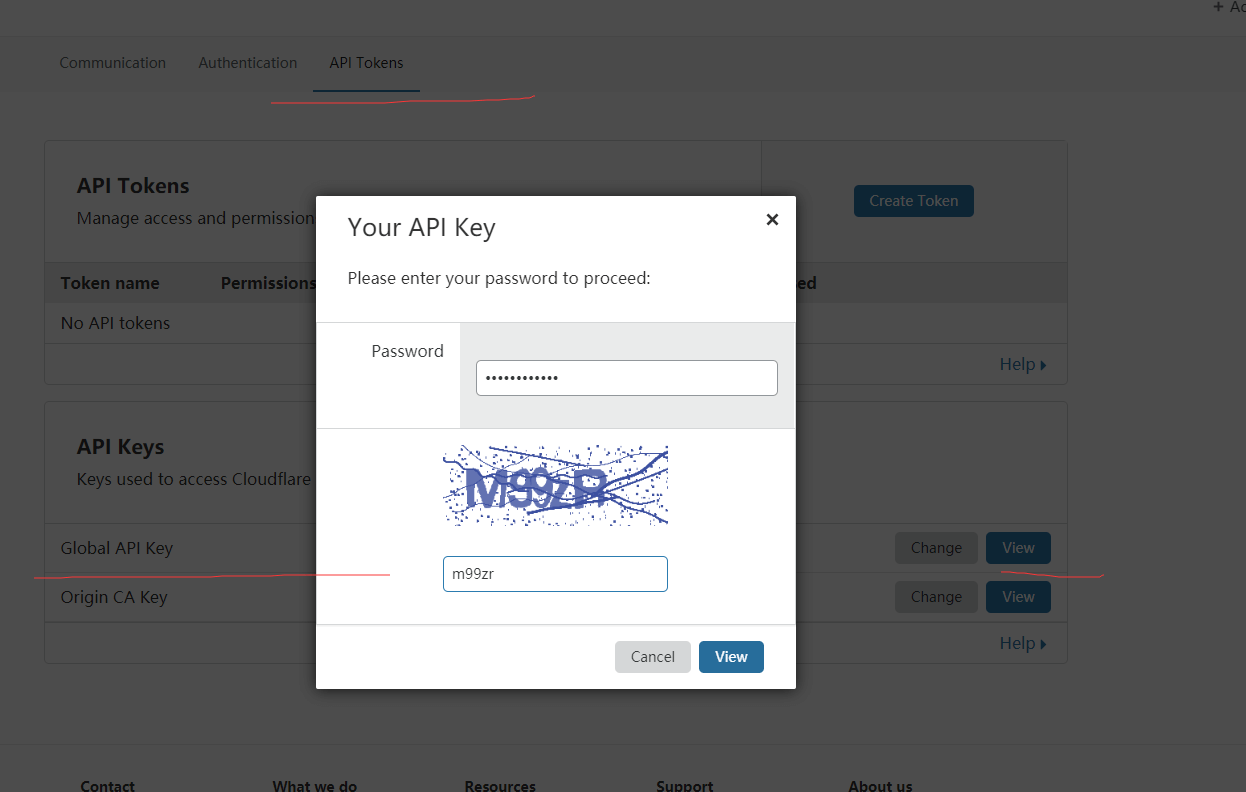 + Ac
Communication Authentication API Tokens
API Tokens
Manage access and permission
Create Token
Token name Permissions ed
No API tokens
Help
Your API Key
×
Please enter your password to proceed:
Password
••••••••••••
M99ZR
m99zr
Cancel View
API Keys
Keys used to access Cloudflare
Global API Key Change View
Origin CA Key Change View
Help
Contact What we do Resources Support About us